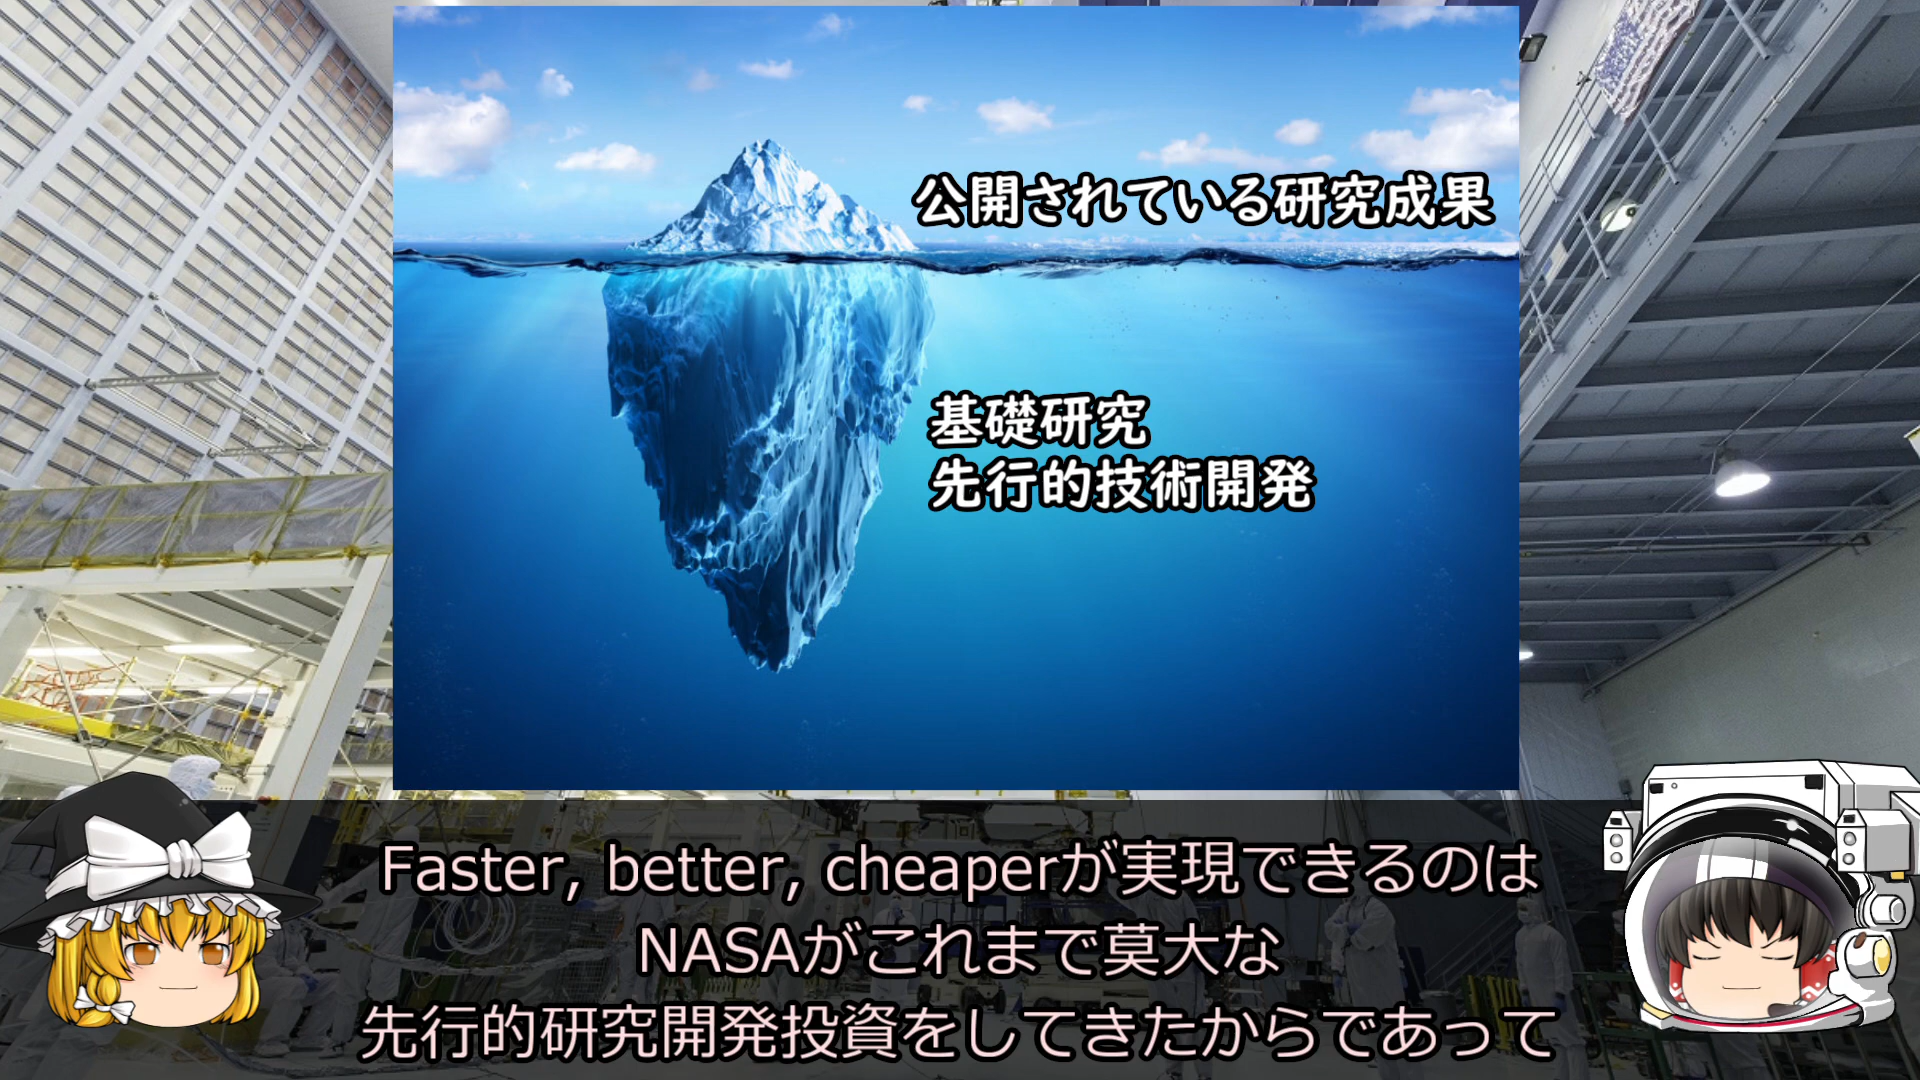 公開されている研究成果
基礎研究
先行的技術開発
Faster, better, cheaperが実現できるのは
NASAがこれまで莫大な
先行的研究開発投資をしてきたからであって